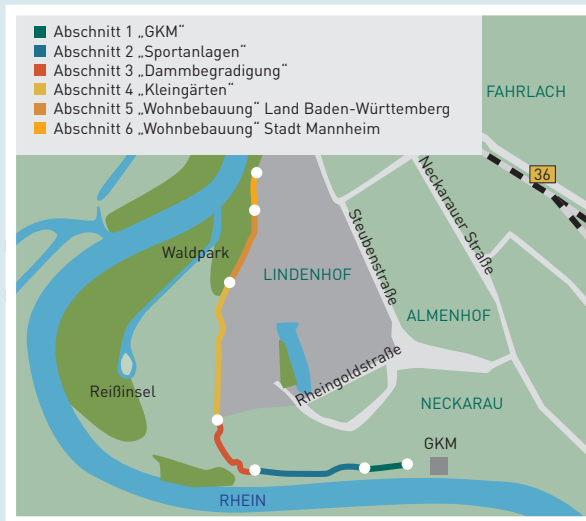 Abschnitt 1 „GKM“
Abschnitt 2 „Sportanlagen“
Abschnitt 3 „Dammbegradigung“
Abschnitt 4 „Kleingärten“
Abschnitt 5 „Wohnbebauung“ Land Baden-Württemberg
Abschnitt 6 „Wohnbebauung“ Stadt Mannheim
FAHRLACH
36
Neckarauer Straße
Steubenstraße
Waldpark
LINDENHOF
ALMENHOF
Rheingoldstraße
Reißinsel
NECKARAU
GKM
RHEIN